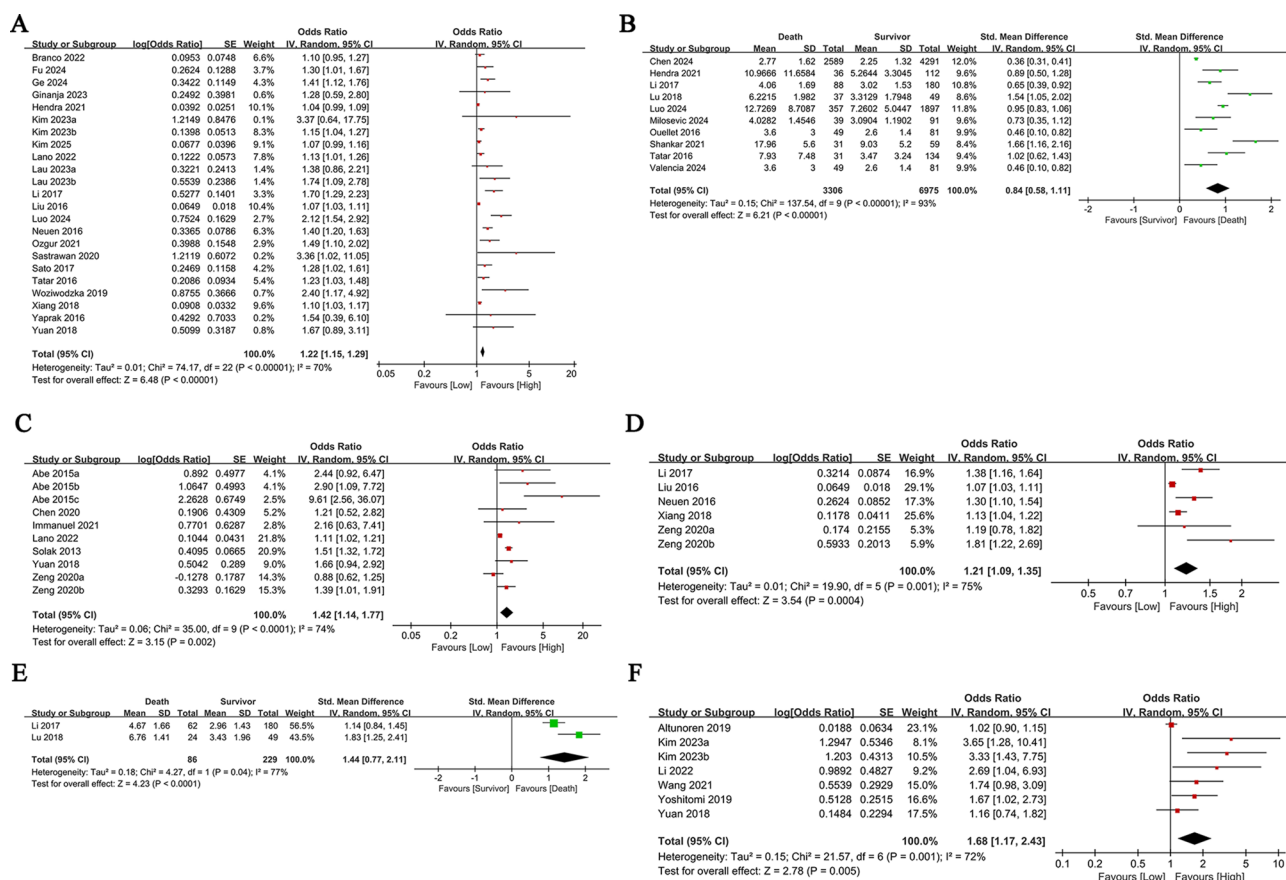 A
Odds Ratio Odds Ratio
Study or Subgroup log[Odds Ratio] SE Weight IV, Random, 95% CI IV, Random, 95% CI
Branco 2022 0.0953 0.0748 6.6% 1.10 [0.95, 1.27]
Fu 2024 0.2624 0.1288 3.7% 1.30 [1.01, 1.67]
Ge 2024 0.3422 0.1149 4.3% 1.41 [1.12, 1.76]
Ginanja 2023 0.2492 0.3981 0.6% 1.28 [0.59, 2.80]
Hendra 2021 0.0392 0.0251 10.1% 1.04 [0.99, 1.09]
Kim 2023a 1.2149 0.8476 0.1% 3.37 [0.64, 17.75]
Kim 2023b 0.1398 0.0513 8.3% 1.15 [1.04, 1.27]
Kim 2025 0.0677 0.0396 9.1% 1.07 [0.99, 1.16]
Lano 2022 0.1222 0.0573 7.8% 1.13 [1.01, 1.26]
Lau 2023a 0.3221 0.2413 1.4% 1.38 [0.86, 2.21]
Lau 2023b 0.5539 0.2386 1.4% 1.74 [1.09, 2.78]
Li 2017 0.5277 0.1401 3.3% 1.70 [1.29, 2.23]
Liu 2016 0.0649 0.018 10.4% 1.07 [1.03, 1.11]
Luo 2024 0.7524 0.1629 2.6% 2.12 [1.54, 2.92]
Neuen 2016 0.3365 0.0786 6.4% 1.40 [1.20, 1.63]
Ozgur 2021 0.3988 0.1548 2.9% 1.49 [1.10, 2.02]
Sastrawan 2020 1.2119 0.6072 0.3% 3.36 [1.02, 11.05]
Sato 2017 0.2469 0.1158 4.2% 1.28 [1.02, 1.61]
Tatar 2016 0.2086 0.0934 5.4% 1.23 [1.03, 1.48]
Woziwodzka 2019 0.8755 0.3666 0.7% 2.40 [1.17, 4.92]
Xiang 2018 0.0908 0.0332 9.6% 1.10 [1.03, 1.17]
Yaprak 2016 0.4292 0.7033 0.2% 1.54 [0.39, 6.10]
Yuan 2018 0.5099 0.3187 0.8% 1.67 [0.89, 3.11]
Total (95% CI) 100.0% 1.22 [1.15, 1.29]
Heterogeneity: Tau² = 0.01; Chi² = 74.17, df = 22 (P < 0.00001); I² = 70%
Test for overall effect: Z = 6.48 (P < 0.00001)
0.05 0.2 1 5 20
Favours [Low] Favours [High]
B
Death Survivor Std. Mean Difference Std. Mean Difference
Study or Subgroup Mean SD Total Mean SD Total Weight IV, Random, 95% CI IV, Random, 95% CI
Chen 2024 2.77 1.62 2589 2.25 1.32 4291 12.0% 0.36 [0.31, 0.41]
Hendra 2021 10.9666 11.6584 36 5.2644 3.3045 112 9.6% 0.89 [0.50, 1.28]
Li 2017 4.06 1.69 88 3.02 1.53 180 10.9% 0.65 [0.39, 0.92]
Lu 2018 6.2215 1.982 37 3.3129 1.7948 49 8.4% 1.54 [1.05, 2.02]
Luo 2024 12.7269 8.7087 357 7.2602 5.0447 1897 11.8% 0.95 [0.83, 1.06]
Milosevic 2024 4.0282 1.4546 39 3.0904 1.1902 91 9.6% 0.73 [0.35, 1.12]
Ouellet 2016 3.6 3 49 2.6 1.4 81 10.0% 0.46 [0.10, 0.82]
Shankar 2021 17.96 5.6 31 9.03 5.2 59 8.3% 1.66 [1.16, 2.16]
Tatar 2016 7.93 7.48 31 3.47 3.24 134 9.4% 1.02 [0.62, 1.43]
Valencia 2024 3.6 3 49 2.6 1.4 81 10.0% 0.46 [0.10, 0.82]
Total (95% CI) 3306 6975 100.0% 0.84 [0.58, 1.11]
Heterogeneity: Tau² = 0.15; Chi² = 137.54, df = 9 (P < 0.00001); I² = 93%
Test for overall effect: Z = 6.21 (P < 0.00001)
-2 -1 0 1 2
Favours [Survivor] Favours [Death]
C
Odds Ratio Odds Ratio
Study or Subgroup log[Odds Ratio] SE Weight IV, Random, 95% CI IV, Random, 95% CI
Abe 2015a 0.892 0.4977 4.1% 2.44 [0.92, 6.47]
Abe 2015b 1.0647 0.4993 4.1% 2.90 [1.09, 7.72]
Abe 2015c 2.2628 0.6749 2.5% 9.61 [2.56, 36.07]
Chen 2020 0.1906 0.4309 5.2% 1.21 [0.52, 2.82]
Immanuel 2021 0.7701 0.6287 2.8% 2.16 [0.63, 7.41]
Lano 2022 0.1044 0.0431 21.8% 1.11 [1.02, 1.21]
Solak 2013 0.4095 0.0665 20.9% 1.51 [1.32, 1.72]
Yuan 2018 0.5042 0.289 9.0% 1.66 [0.94, 2.92]
Zeng 2020a -0.1278 0.1787 14.3% 0.88 [0.62, 1.25]
Zeng 2020b 0.3293 0.1629 15.3% 1.39 [1.01, 1.91]
Total (95% CI) 100.0% 1.42 [1.14, 1.77]
Heterogeneity: Tau² = 0.06; Chi² = 35.00, df = 9 (P < 0.0001); I² = 74%
Test for overall effect: Z = 3.15 (P = 0.002)
0.05 0.2 1 5 20
Favours [Low] Favours [High]
D
Odds Ratio Odds Ratio
Study or Subgroup log[Odds Ratio] SE Weight IV, Random, 95% CI IV, Random, 95% CI
Li 2017 0.3214 0.0874 16.9% 1.38 [1.16, 1.64]
Liu 2016 0.0649 0.018 29.1% 1.07 [1.03, 1.11]
Neuen 2016 0.2624 0.0852 17.3% 1.30 [1.10, 1.54]
Xiang 2018 0.1178 0.0411 25.6% 1.13 [1.04, 1.22]
Zeng 2020a 0.174 0.2155 5.3% 1.19 [0.78, 1.82]
Zeng 2020b 0.5933 0.2013 5.9% 1.81 [1.22, 2.69]
Total (95% CI) 100.0% 1.21 [1.09, 1.35]
Heterogeneity: Tau² = 0.01; Chi² = 19.90, df = 5 (P = 0.001); I² = 75%
Test for overall effect: Z = 3.54 (P = 0.0004)
0.5 0.7 1 1.5 2
Favours [Low] Favours [High]
E
Death Survivor Std. Mean Difference Std. Mean Difference
Study or Subgroup Mean SD Total Mean SD Total Weight IV, Random, 95% CI IV, Random, 95% CI
Li 2017 4.67 1.66 62 2.96 1.43 180 56.5% 1.14 [0.84, 1.45]
Lu 2018 6.76 1.41 24 3.43 1.96 49 43.5% 1.83 [1.25, 2.41]
Total (95% CI) 86 229 100.0% 1.44 [0.77, 2.11]
Heterogeneity: Tau² = 0.18; Chi² = 4.27, df = 1 (P = 0.04); I² = 77%
Test for overall effect: Z = 4.23 (P < 0.0001)
-2 -1 0 1 2
Favours [Survivor] Favours [Death]
F
Odds Ratio Odds Ratio
Study or Subgroup log[Odds Ratio] SE Weight IV, Random, 95% CI IV, Random, 95% CI
Altunoren 2019 0.0188 0.0634 23.1% 1.02 [0.90, 1.15]
Kim 2023a 1.2947 0.5346 8.1% 3.65 [1.28, 10.41]
Kim 2023b 1.203 0.4313 10.5% 3.33 [1.43, 7.75]
Li 2022 0.9892 0.4827 9.2% 2.69 [1.04, 6.93]
Wang 2021 0.5539 0.2929 15.0% 1.74 [0.98, 3.09]
Yoshitomi 2019 0.5128 0.2515 16.6% 1.67 [1.02, 2.73]
Yuan 2018 0.1484 0.2294 17.5% 1.16 [0.74, 1.82]
Total (95% CI) 100.0% 1.68 [1.17, 2.43]
Heterogeneity: Tau² = 0.15; Chi² = 21.57, df = 6 (P = 0.001); I² = 72%
Test for overall effect: Z = 2.78 (P = 0.005)
0.1 0.2 0.5 1 2 5 10
Favours [Low] Favours [High]